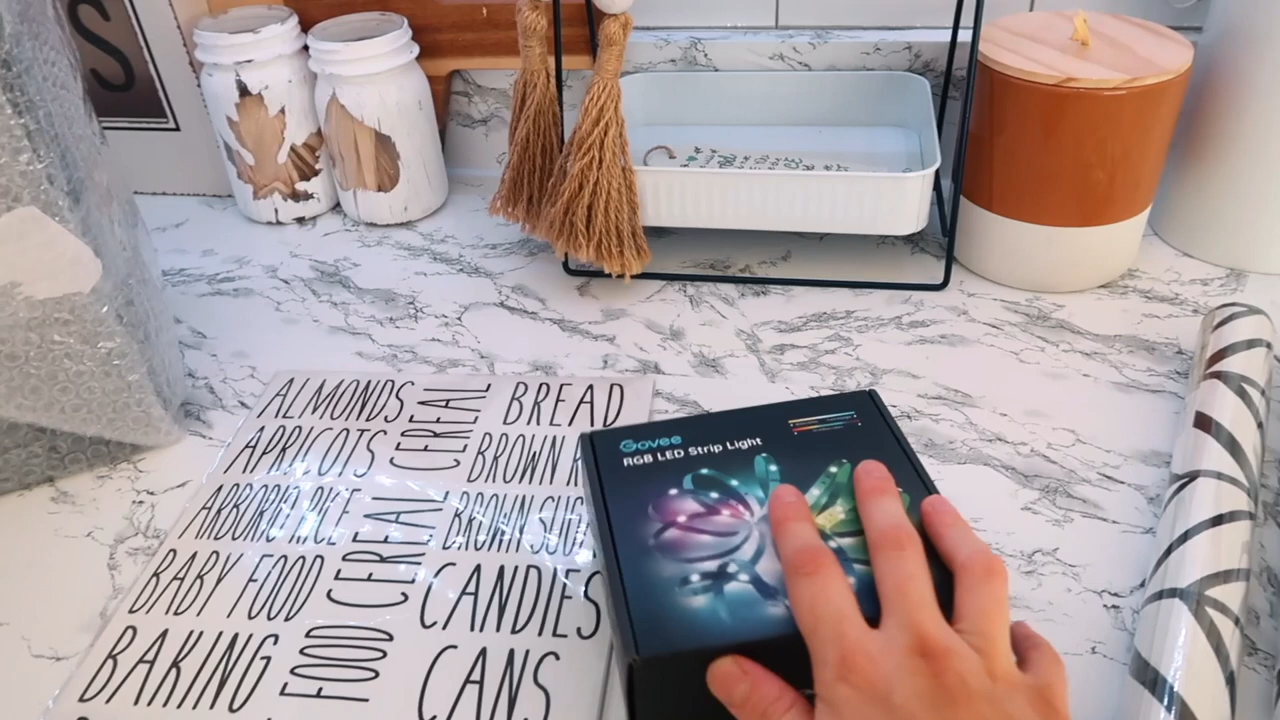 S
ALMONDS
APRICOTS
ARBORIO RICE
BABY FOOD
BAKING
CEREAL
CEREAL
FOOD
BREAD
BROWN R
BROWN SUG
CANDIES
CANS
Govee
RGB LED Strip Light